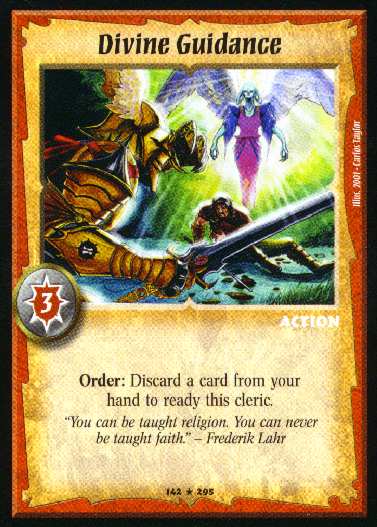 Divine Guidance
Illus. 2001 - Carlos Taylor
3
ACTION
Order: Discard a card from your
hand to ready this cleric.
“You can be taught religion. You can never
be taught faith.” – Frederik Lahr
142 ★ 295